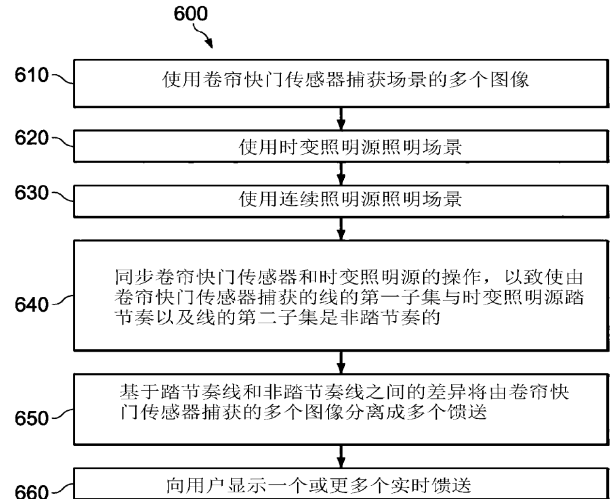 600
610
使用卷帘快门传感器捕获场景的多个图像
620
使用时变照明源照明场景
630
使用连续照明源照明场景
640
同步卷帘快门传感器和时变照明源的操作，以致使由
卷帘快门传感器捕获的线的第一子集与时变照明源踏
节奏以及线的第二子集是非踏节奏的
650
基于踏节奏线和非踏节奏线之间的差异将由卷帘快
门传感器捕获的多个图像分离成多个馈送
660
向用户显示一个或更多个实时馈送